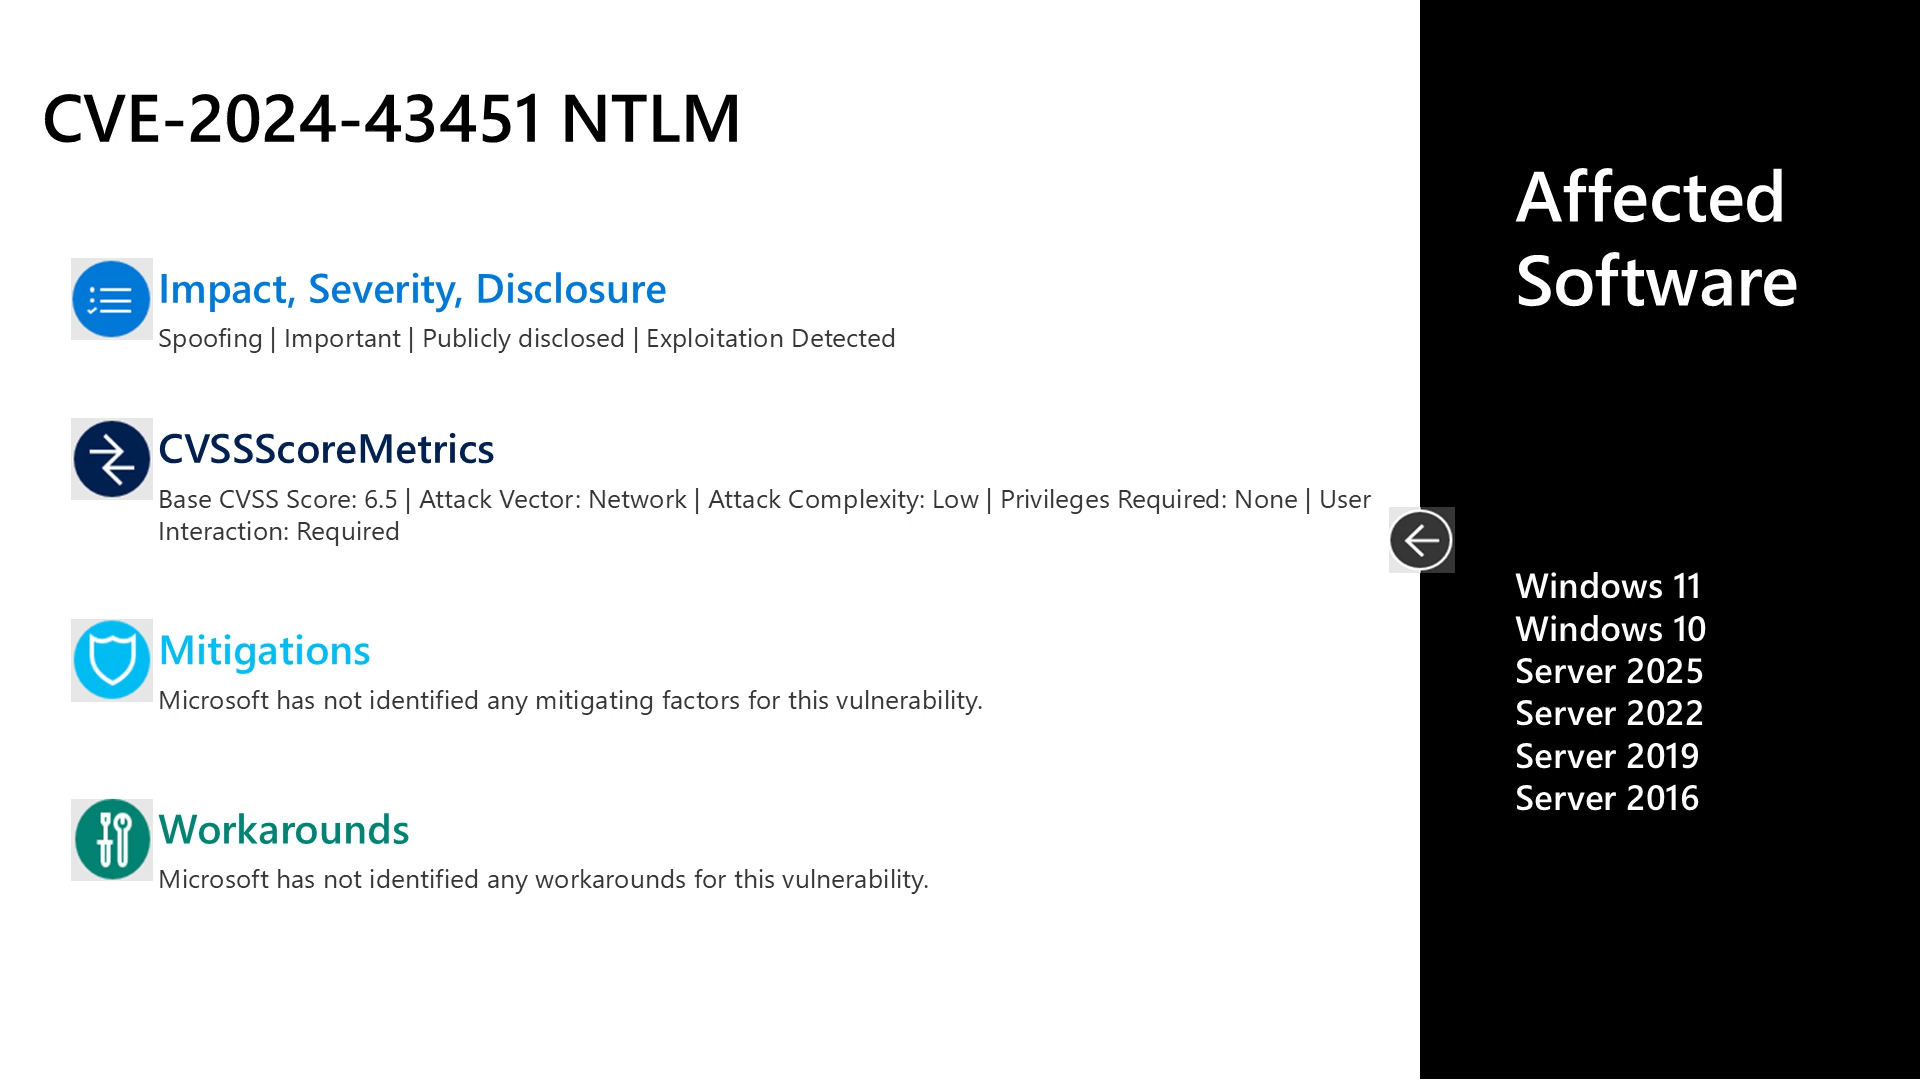 CVE-2024-43451 NTLM
Impact, Severity, Disclosure
Spoofing | Important | Publicly disclosed | Exploitation Detected
CVSSScoreMetrics
Base CVSS Score: 6.5 | Attack Vector: Network | Attack Complexity: Low | Privileges Required: None | User
Interaction: Required
Mitigations
Microsoft has not identified any mitigating factors for this vulnerability.
Workarounds
Microsoft has not identified any workarounds for this vulnerability.
Affected
Software
Windows 11
Windows 10
Server 2025
Server 2022
Server 2019
Server 2016